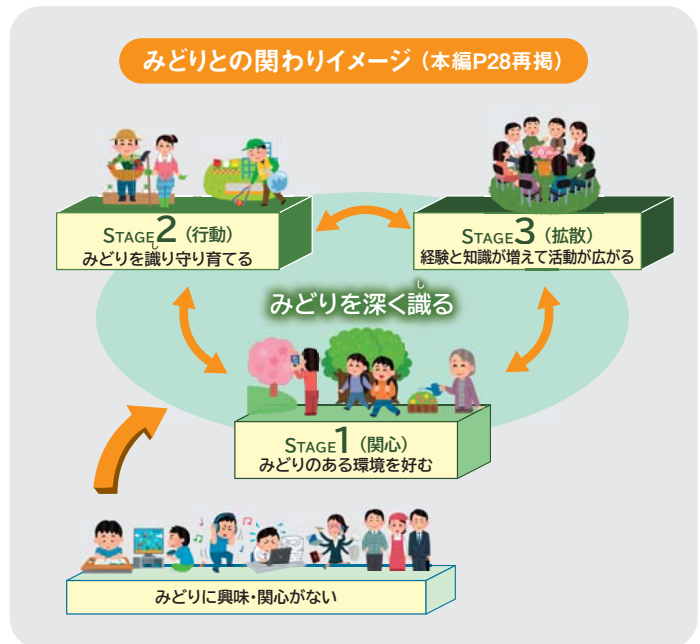 みどりとの関わりイメージ（本編P28再掲）
STAGE2（行動）
みどりを識り守り育てる
し
STAGE3（拡散）
経験と知識が増えて活動が広がる
みどりを深く識る
し
STAGE1（関心）
みどりのある環境を好む
みどりに興味・関心がない